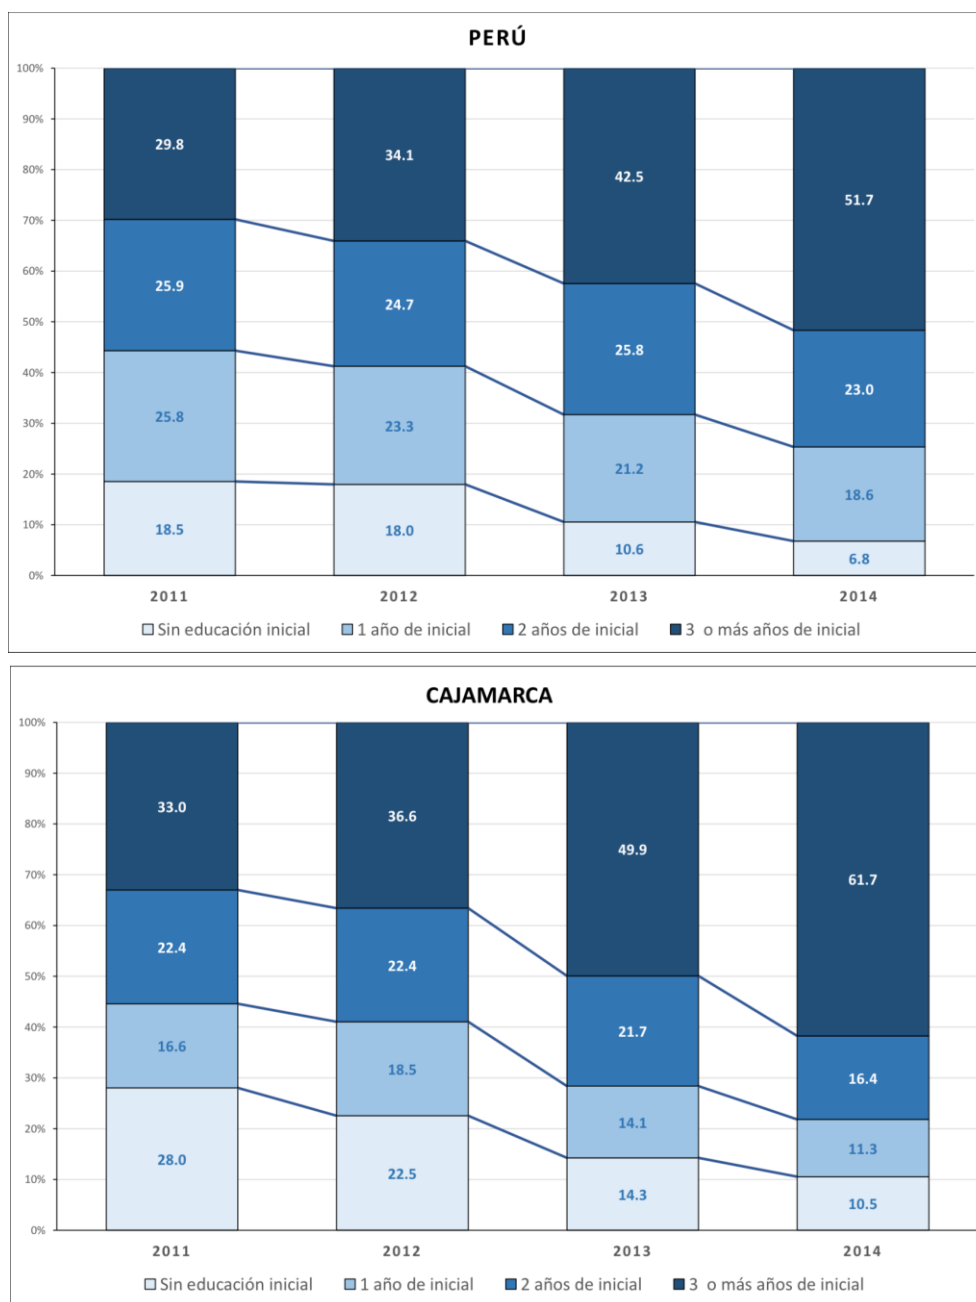 PERÚ
100%
90%
80%
70%
60%
50%
40%
30%
20%
10%
0%
29.8 34.1 42.5 51.7
25.9 24.7 25.8 23.0
25.8 23.3 21.2 18.6
18.5 18.0 10.6 6.8
2011 2012 2013 2014
Sin educación inicial 1 año de inicial 2 años de inicial 3 o más años de inicial
CAJAMARCA
100%
90%
80%
70%
60%
50%
40%
30%
20%
10%
0%
33.0 36.6 49.9 61.7
22.4 22.4 21.7 16.4
16.6 18.5 14.1 11.3
28.0 22.5 14.3 10.5
2011 2012 2013 2014
Sin educación inicial 1 año de inicial 2 años de inicial 3 o más años de inicial